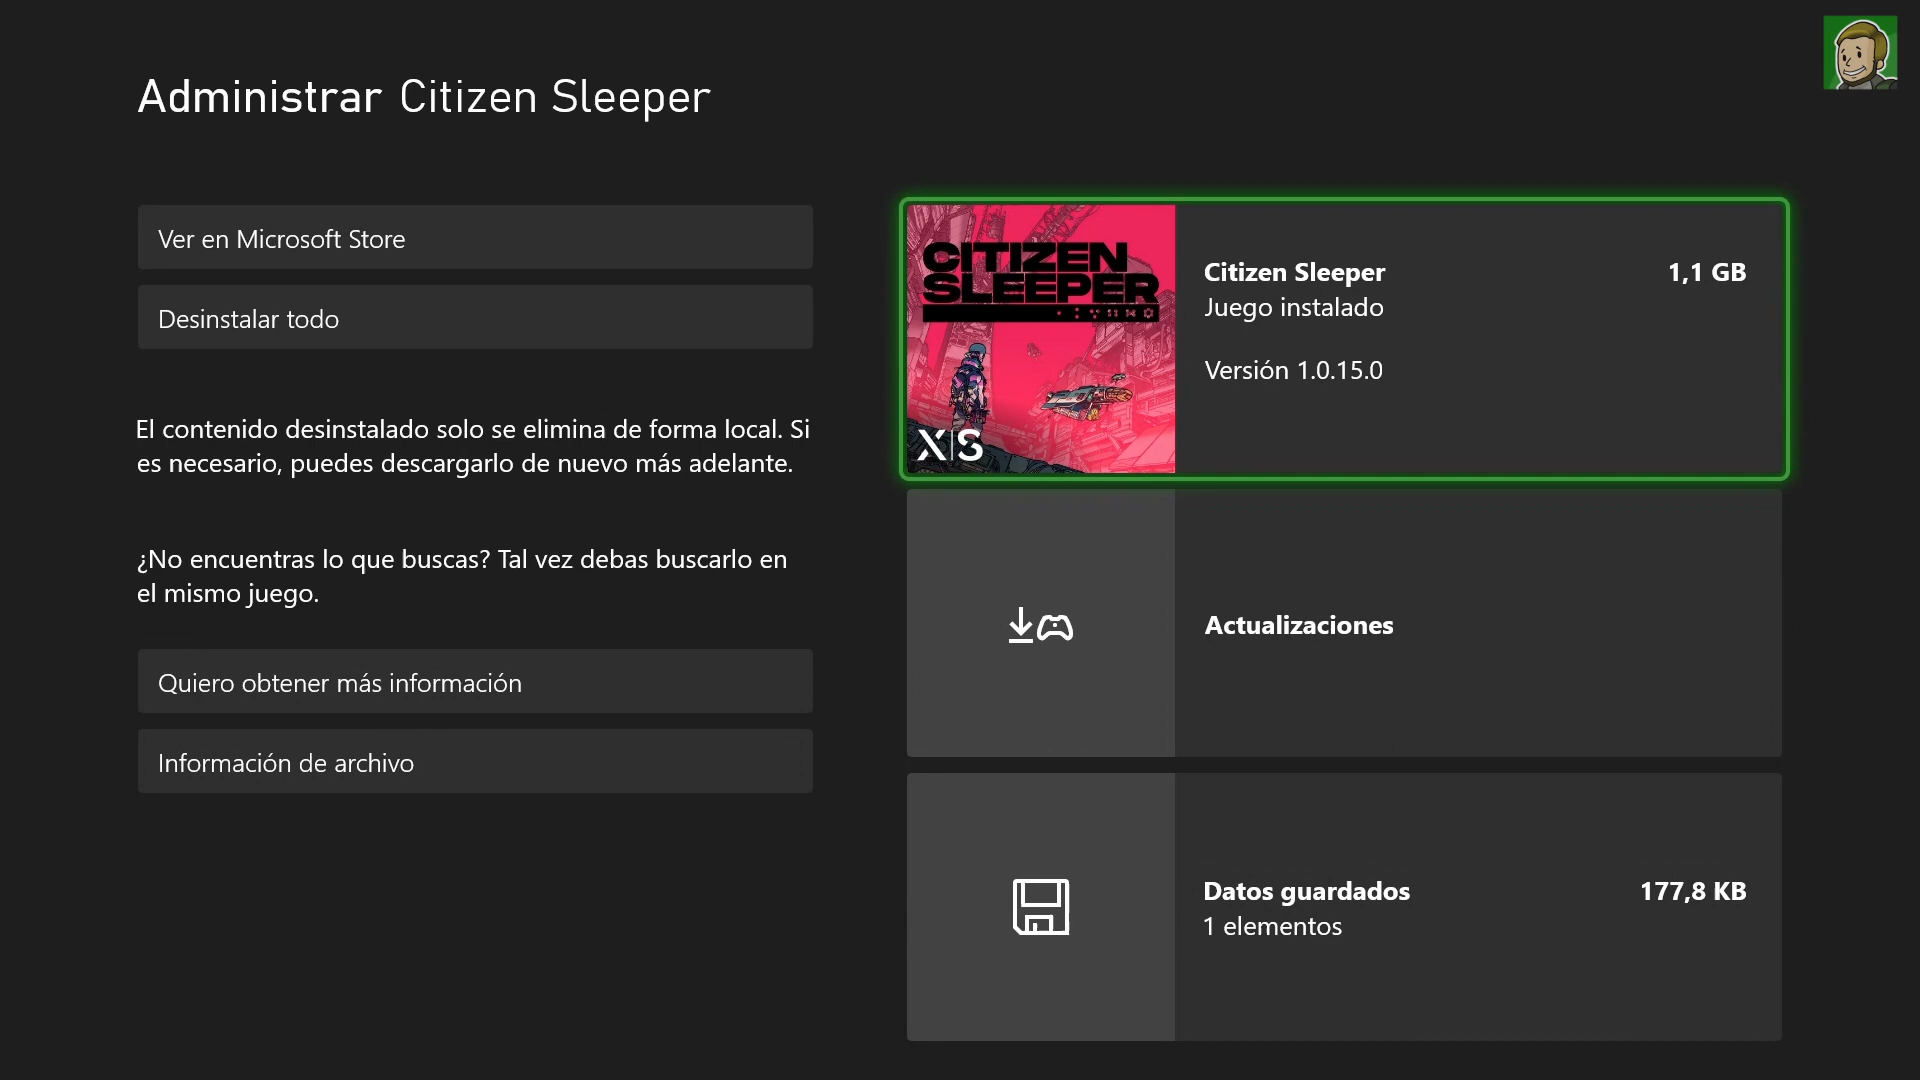 Administrar Citizen Sleeper
Ver en Microsoft Store
Desinstalar todo
El contenido desinstalado solo se elimina de forma local. Si
es necesario, puedes descargarlo de nuevo más adelante.
¿No encuentras lo que buscas? Tal vez debas buscarlo en
el mismo juego.
Quiero obtener más información
Información de archivo
CITIZEN
SLEEPER
X|S
Citizen Sleeper 1,1 GB
Juego instalado
Versión 1.0.15.0
Actualizaciones
Datos guardados 177,8 KB
1 elementos